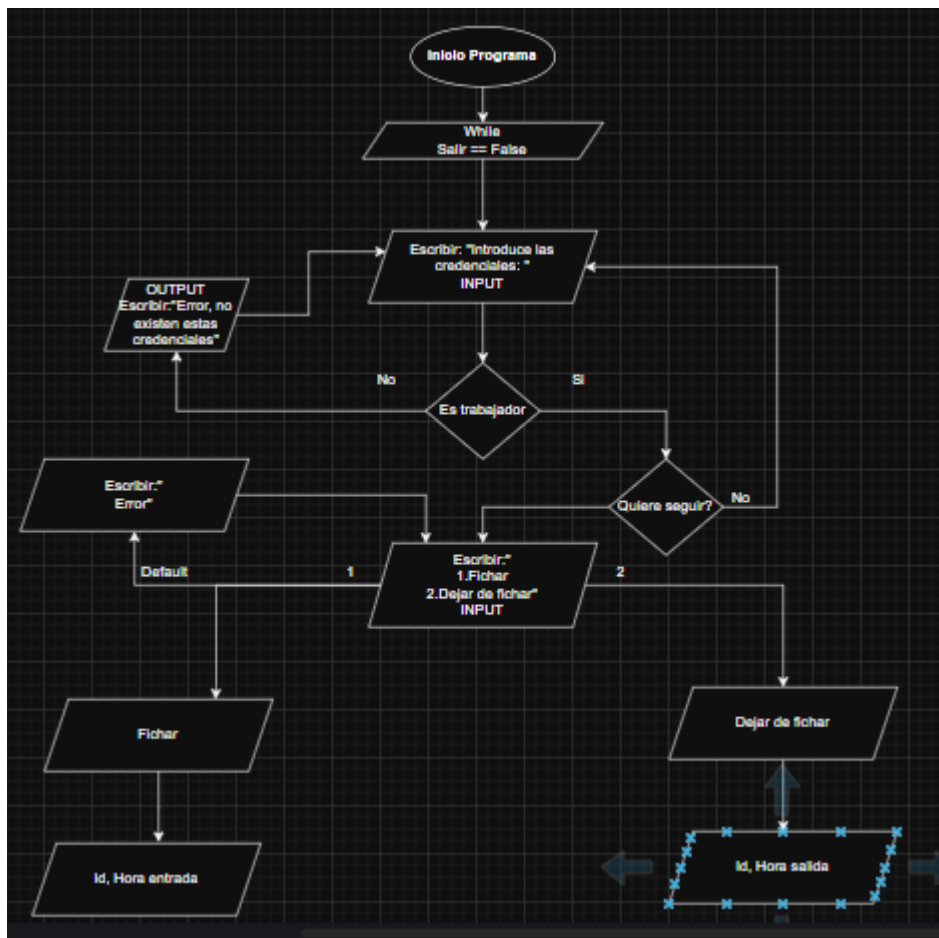 Inicio Programa
While
Salir == False
Escribir: "Introduce las
credenciales: "
INPUT
OUTPUT
Escribir:"Error, no
existen estas
credenciales"
No
Si
Es trabajador
Escribir:"
Error"
Quiere seguir?
No
Default
1
Escribir:"
1.Fichar
2.Dejar de fichar"
INPUT
2
Fichar
Dejar de fichar
Id, Hora entrada
Id, Hora salida